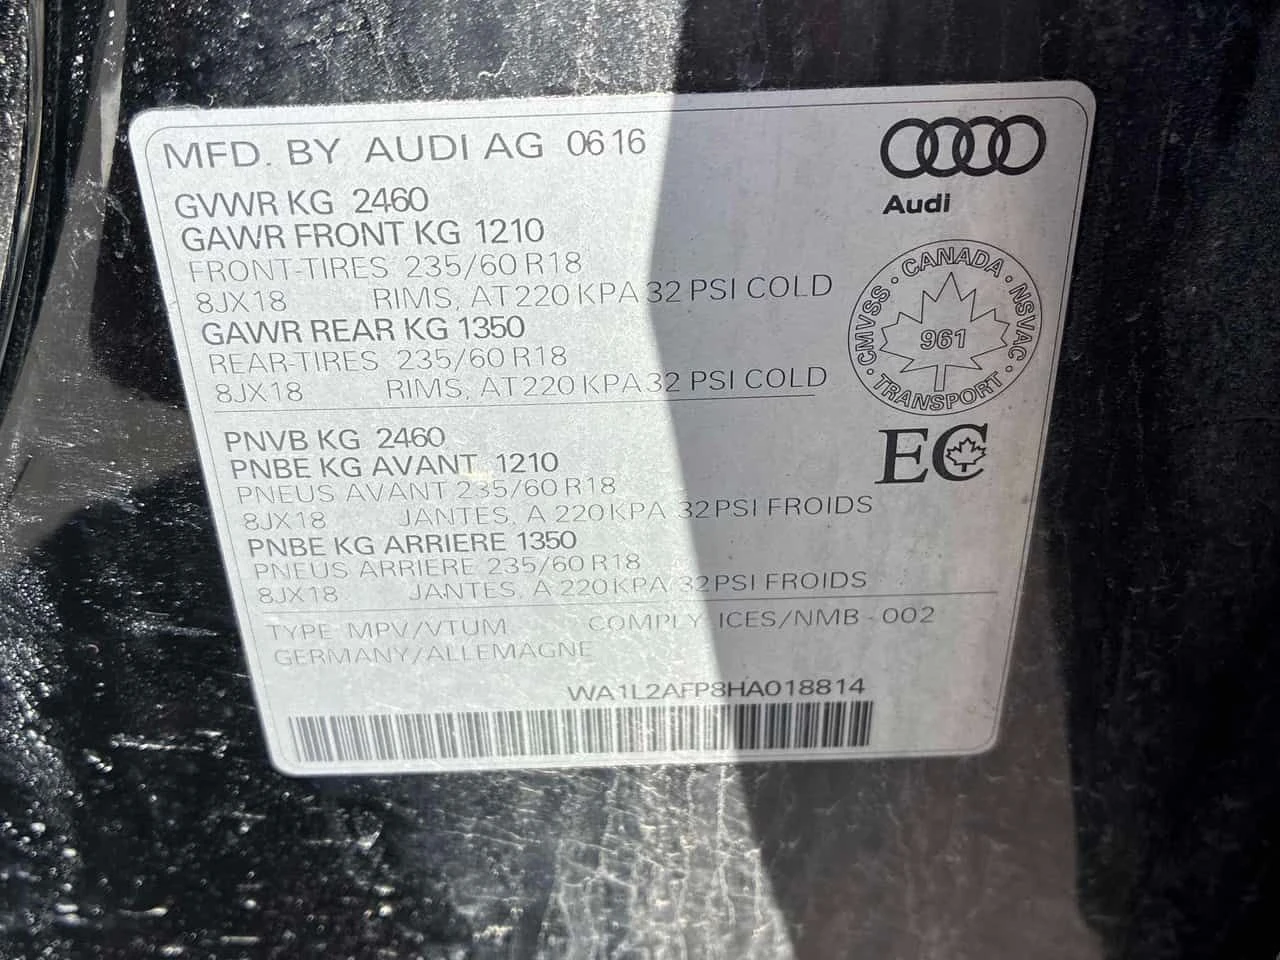 MFD. BY AUDI AG 06 16
GVWR KG 2460
GAWR FRONT KG 1210
FRONT-TIRES 235/60 R18
8JX18 RIMS, AT 220 KPA 32 PSI COLD
GAWR REAR KG 1350
REAR-TIRES 235/60 R18
8JX18 RIMS, AT 220 KPA 32 PSI COLD
Audi
CMVSS · CANADA · NSVAC · TRANSPORT ·
961
EC
PNVB KG 2460
PNBE KG AVANT 1210
PNEUS AVANT 235/60 R18
8JX18 JANTES, A 220 KPA 32 PSI FROIDS
PNBE KG ARRIERE 1350
PNEUS ARRIERE 235/60 R18
8JX18 JANTES, A 220 KPA 32 PSI FROIDS
TYPE MPV/VTUM COMPLY ICES/NMB - 002
GERMANY/ALLEMAGNE
WA1L2AFP8HA018814